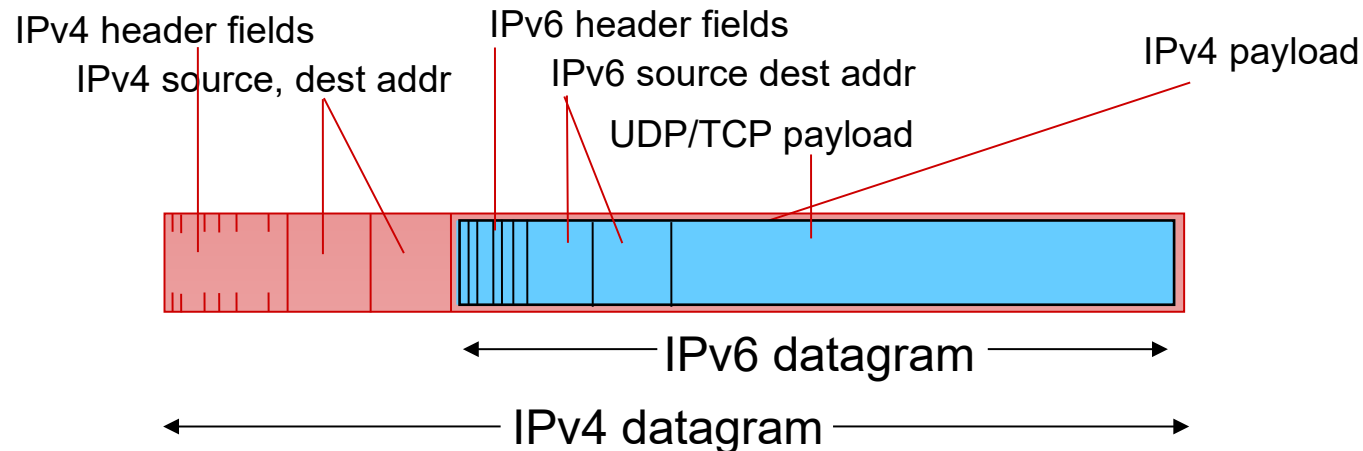 IPv4 header fields
IPv6 header fields
IPv4 payload
IPv4 source, dest addr
IPv6 source dest addr
UDP/TCP payload
IPv6 datagram
IPv4 datagram